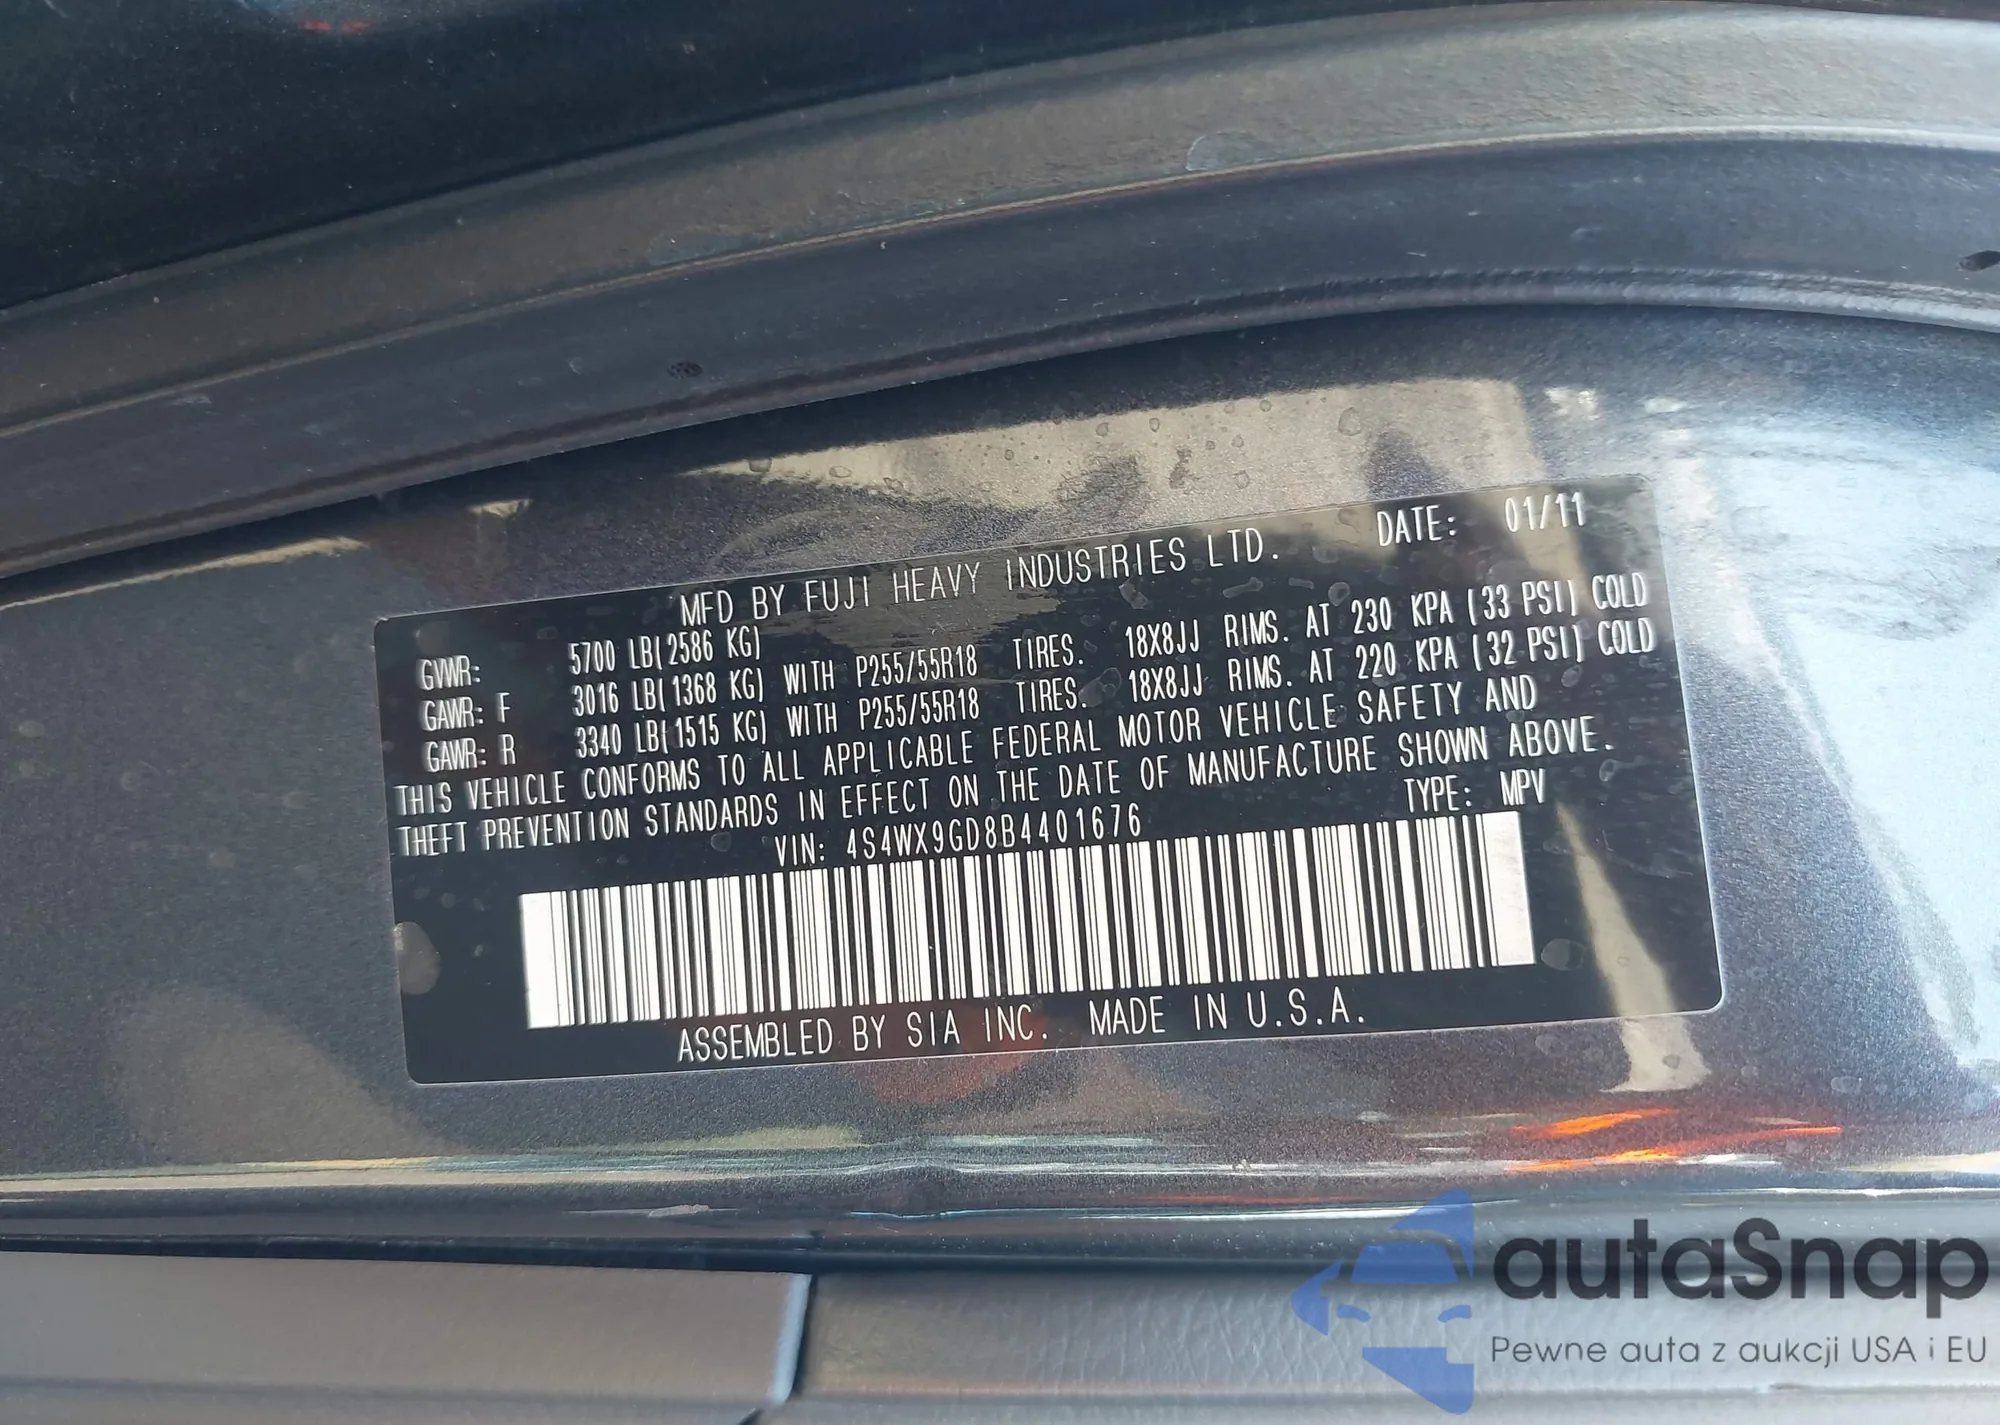 MFD BY FUJI HEAVY INDUSTRIES LTD. DATE: 01/11
GVWR: 5700 LB(2586 KG)
GAWR: F 3016 LB(1368 KG) WITH P255/55R18 TIRES. 18X8JJ RIMS. AT 230 KPA (33 PSI) COLD
GAWR: R 3340 LB(1515 KG) WITH P255/55R18 TIRES. 18X8JJ RIMS. AT 220 KPA (32 PSI) COLD
THIS VEHICLE CONFORMS TO ALL APPLICABLE FEDERAL MOTOR VEHICLE SAFETY AND
THEFT PREVENTION STANDARDS IN EFFECT ON THE DATE OF MANUFACTURE SHOWN ABOVE.
VIN: 4S4WX9GD8B4401676 TYPE: MPV
ASSEMBLED BY SIA INC. MADE IN U.S.A.
autaSnap
Pewne auta z aukcji USA i EU